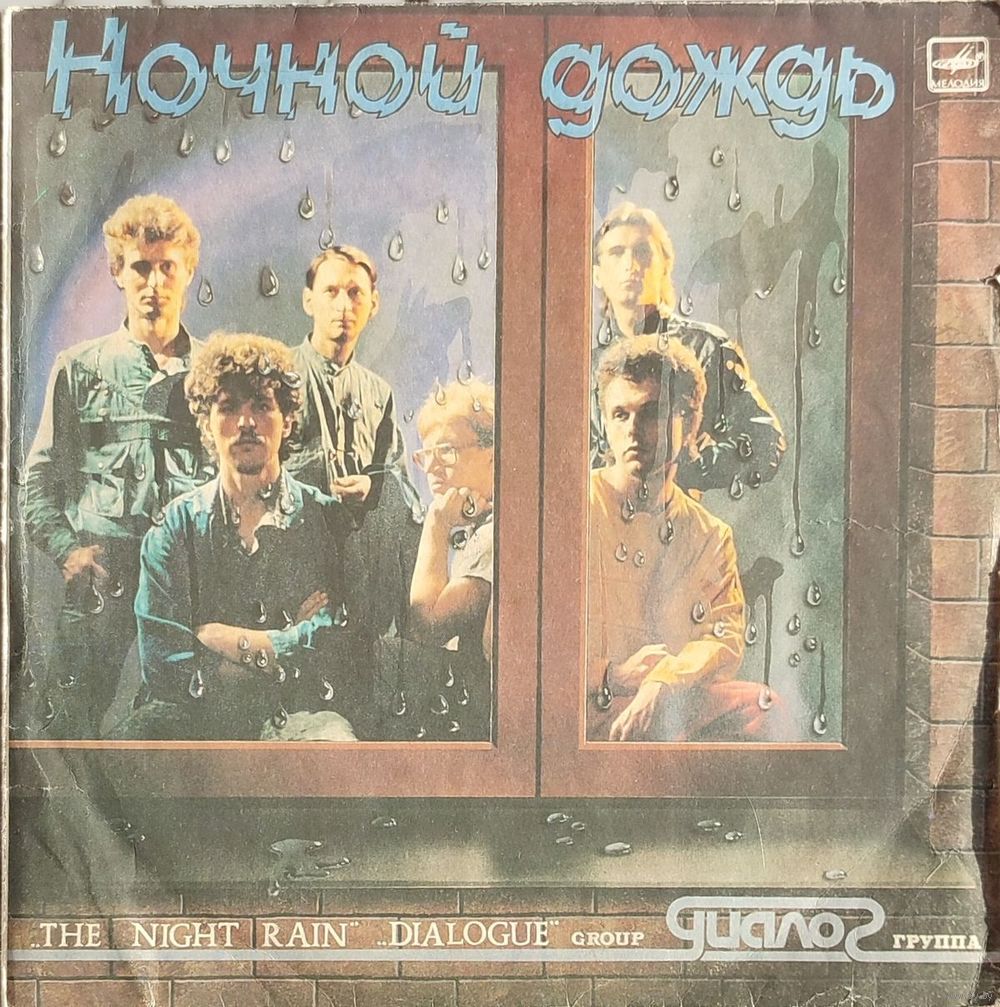 Ночной дождь
МЕЛОДИЯ
„THE NIGHT RAIN” „DIALOGUE” GROUP диалог ГРУППА